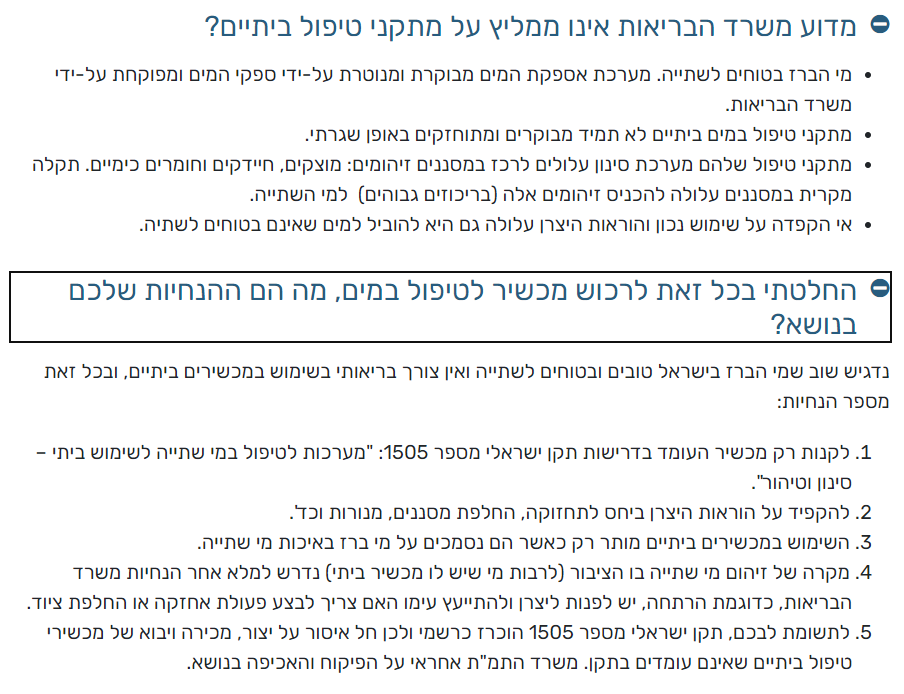 מדוע משרד הבריאות אינו ממליץ על מתקני טיפול ביתיים?
• מי הברז בטוחים לשתייה. מערכת אספקת המים מבוקרת ומנוטרת על-ידי ספקי המים ומפוקחת על-ידי
משרד הבריאות.
• מתקני טיפול במים ביתיים לא תמיד מבוקרים ומתוחזקים באופן שגרתי.
• מתקני טיפול שלהם מערכת סינון עלולים לרכז במסננים זיהומים: מוצקים, חיידקים וחומרים כימיים. תקלה
מקרית במסננים עלולה להכניס זיהומים אלה (בריכוזים גבוהים) למי השתייה.
• אי הקפדה על שימוש נכון והוראות היצרן עלולה גם היא להוביל למים שאינם בטוחים לשתיה.
החלטתי בכל זאת לרכוש מכשיר לטיפול במים, מה הם ההנחיות שלכם
בנושא?
נדגיש שוב שמי הברז בישראל טובים ובטוחים לשתייה ואין צורך בריאותי בשימוש במכשירים ביתיים, ובכל זאת
מספר הנחיות:
1. לקנות רק מכשיר העומד בדרישות תקן ישראלי מספר 1505: "מערכות לטיפול במי שתייה לשימוש ביתי –
סינון וטיהור".
2. להקפיד על הוראות היצרן ביחס לתחזוקה, החלפת מסננים, מנורות וכד'.
3. השימוש במכשירים ביתיים מותר רק כאשר הם נסמכים על מי ברז באיכות מי שתייה.
4. מקרה של זיהום מי שתייה בו הציבור (לרבות מי שיש לו מכשיר ביתי) נדרש למלא אחר הנחיות משרד
הבריאות, כדוגמת הרתחה, יש לפנות ליצרן ולהתייעץ עימו האם צריך לבצע פעולת אחזקה או החלפת ציוד.
5. לתשומת לבכם, תקן ישראלי מספר 1505 הוכרז כרשמי ולכן חל איסור על יצור, מכירה ויבוא של מכשירי
טיפול ביתיים שאינם עומדים בתקן. משרד התמ"ת אחראי על הפיקוח והאכיפה בנושא.